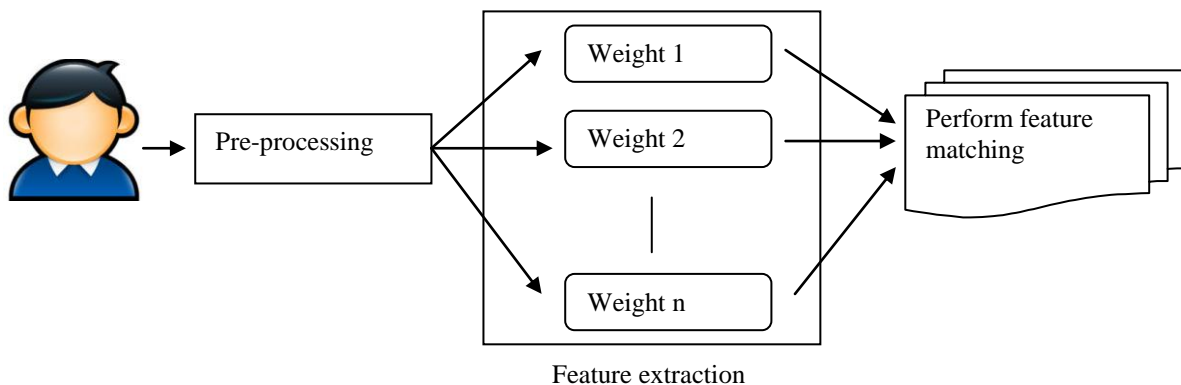 Pre-processing
Weight 1
Weight 2
Weight n
Feature extraction
Perform feature
matching